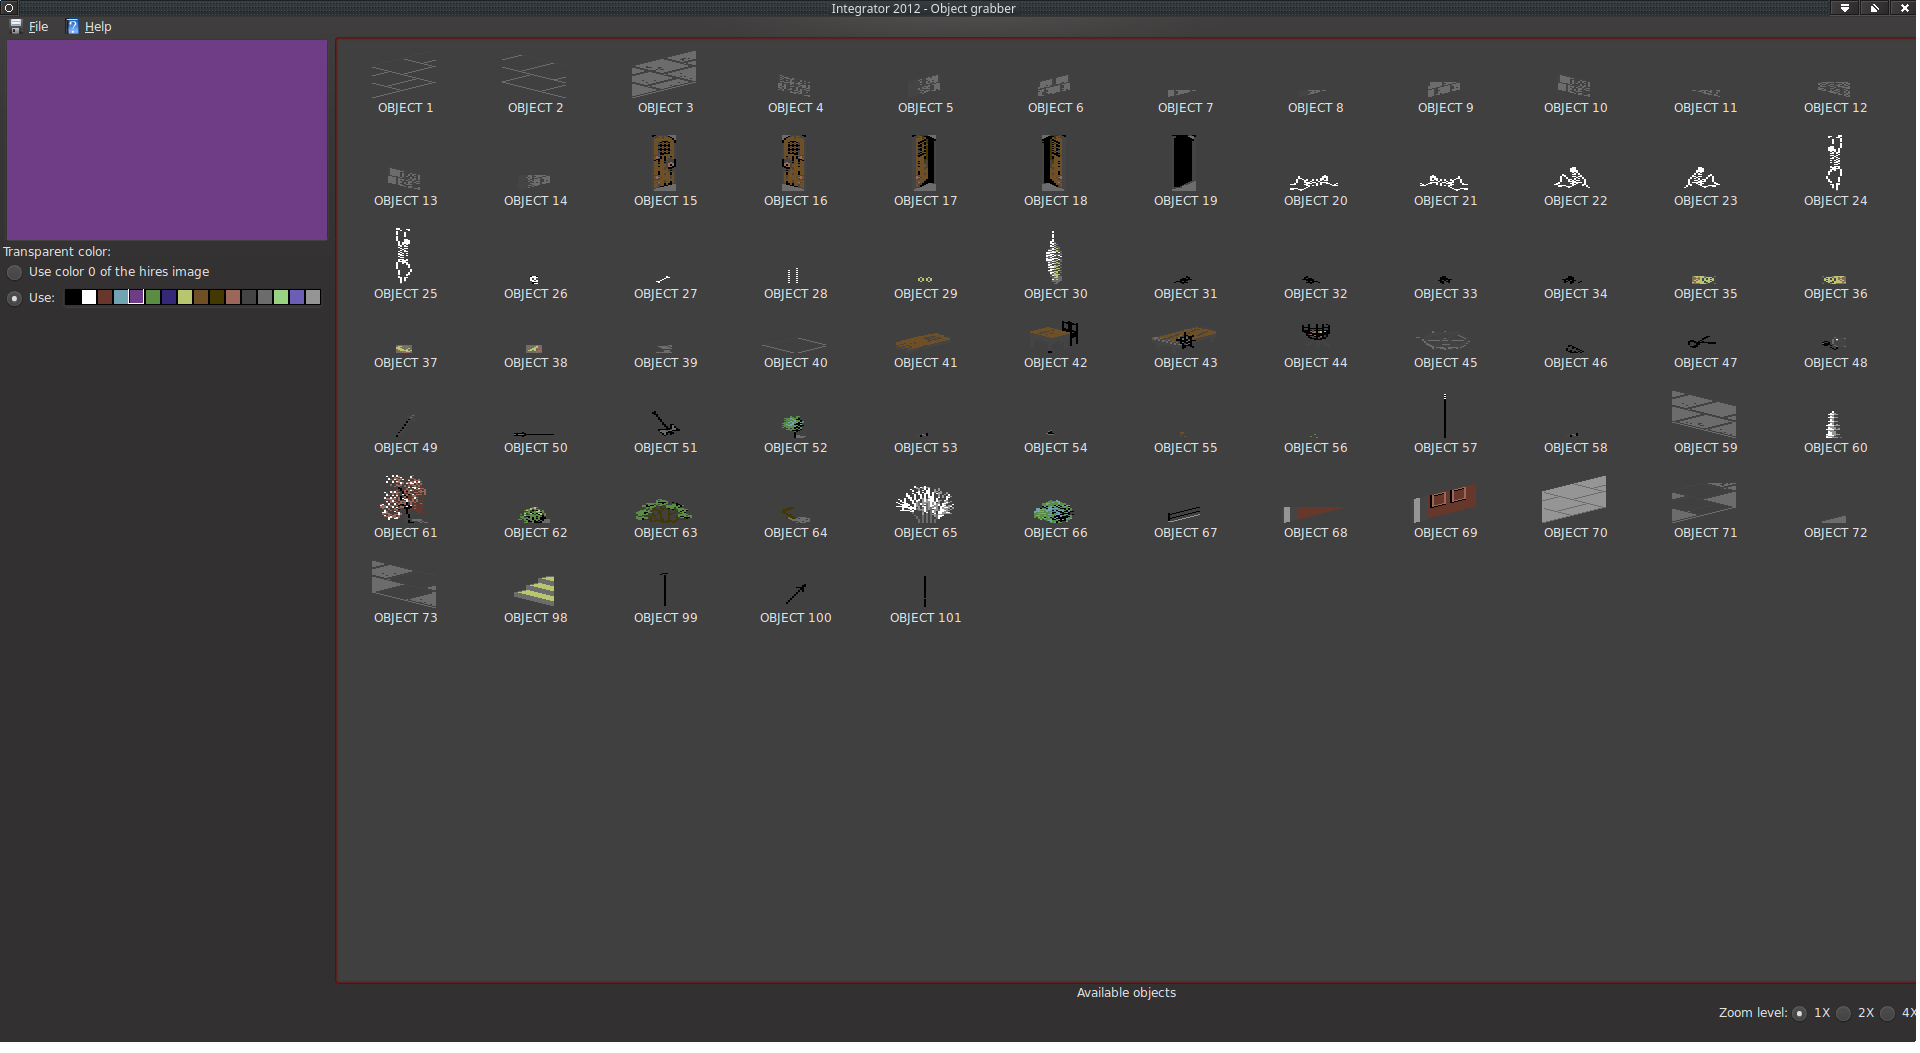 Integrator 2012 - Object grabber
File Help
Transparent color:
Use color 0 of the hires image
Use:
OBJECT 1 OBJECT 2 OBJECT 3 OBJECT 4 OBJECT 5 OBJECT 6 OBJECT 7 OBJECT 8 OBJECT 9 OBJECT 10 OBJECT 11 OBJECT 12
OBJECT 13 OBJECT 14 OBJECT 15 OBJECT 16 OBJECT 17 OBJECT 18 OBJECT 19 OBJECT 20 OBJECT 21 OBJECT 22 OBJECT 23 OBJECT 24
OBJECT 25 OBJECT 26 OBJECT 27 OBJECT 28 OBJECT 29 OBJECT 30 OBJECT 31 OBJECT 32 OBJECT 33 OBJECT 34 OBJECT 35 OBJECT 36
OBJECT 37 OBJECT 38 OBJECT 39 OBJECT 40 OBJECT 41 OBJECT 42 OBJECT 43 OBJECT 44 OBJECT 45 OBJECT 46 OBJECT 47 OBJECT 48
OBJECT 49 OBJECT 50 OBJECT 51 OBJECT 52 OBJECT 53 OBJECT 54 OBJECT 55 OBJECT 56 OBJECT 57 OBJECT 58 OBJECT 59 OBJECT 60
OBJECT 61 OBJECT 62 OBJECT 63 OBJECT 64 OBJECT 65 OBJECT 66 OBJECT 67 OBJECT 68 OBJECT 69 OBJECT 70 OBJECT 71 OBJECT 72
OBJECT 73 OBJECT 98 OBJECT 99 OBJECT 100 OBJECT 101
Available objects
Zoom level: 1X 2X 4X